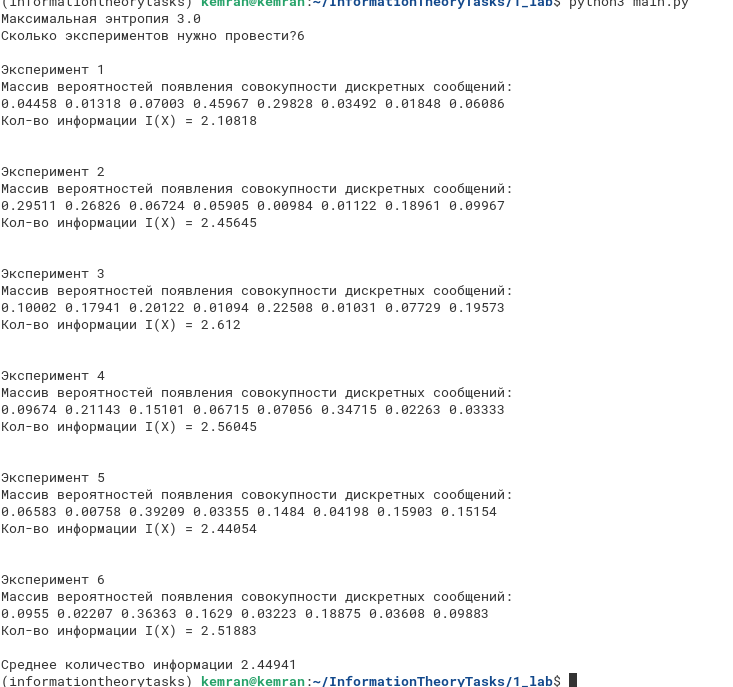 (informationtheorytasks) kemran@kemran:~/InformationTheoryTasks/1_lab$ python3 main.py
Максимальная энтропия 3.0
Сколько экспериментов нужно провести?6
Эксперимент 1
Массив вероятностей появления совокупности дискретных сообщений:
0.04458 0.01318 0.07003 0.45967 0.29828 0.03492 0.01848 0.06086
Кол-во информации I(X) = 2.10818
Эксперимент 2
Массив вероятностей появления совокупности дискретных сообщений:
0.29511 0.26826 0.06724 0.05905 0.00984 0.01122 0.18961 0.09967
Кол-во информации I(X) = 2.45645
Эксперимент 3
Массив вероятностей появления совокупности дискретных сообщений:
0.10002 0.17941 0.20122 0.01094 0.22508 0.01031 0.07729 0.19573
Кол-во информации I(X) = 2.612
Эксперимент 4
Массив вероятностей появления совокупности дискретных сообщений:
0.09674 0.21143 0.15101 0.06715 0.07056 0.34715 0.02263 0.03333
Кол-во информации I(X) = 2.56045
Эксперимент 5
Массив вероятностей появления совокупности дискретных сообщений:
0.06583 0.00758 0.39209 0.03355 0.1484 0.04198 0.15903 0.15154
Кол-во информации I(X) = 2.44054
Эксперимент 6
Массив вероятностей появления совокупности дискретных сообщений:
0.0955 0.02207 0.36363 0.1629 0.03223 0.18875 0.03608 0.09883
Кол-во информации I(X) = 2.51883
Среднее количество информации 2.44941
(informationtheorytasks) kemran@kemran:~/InformationTheoryTasks/1_lab$